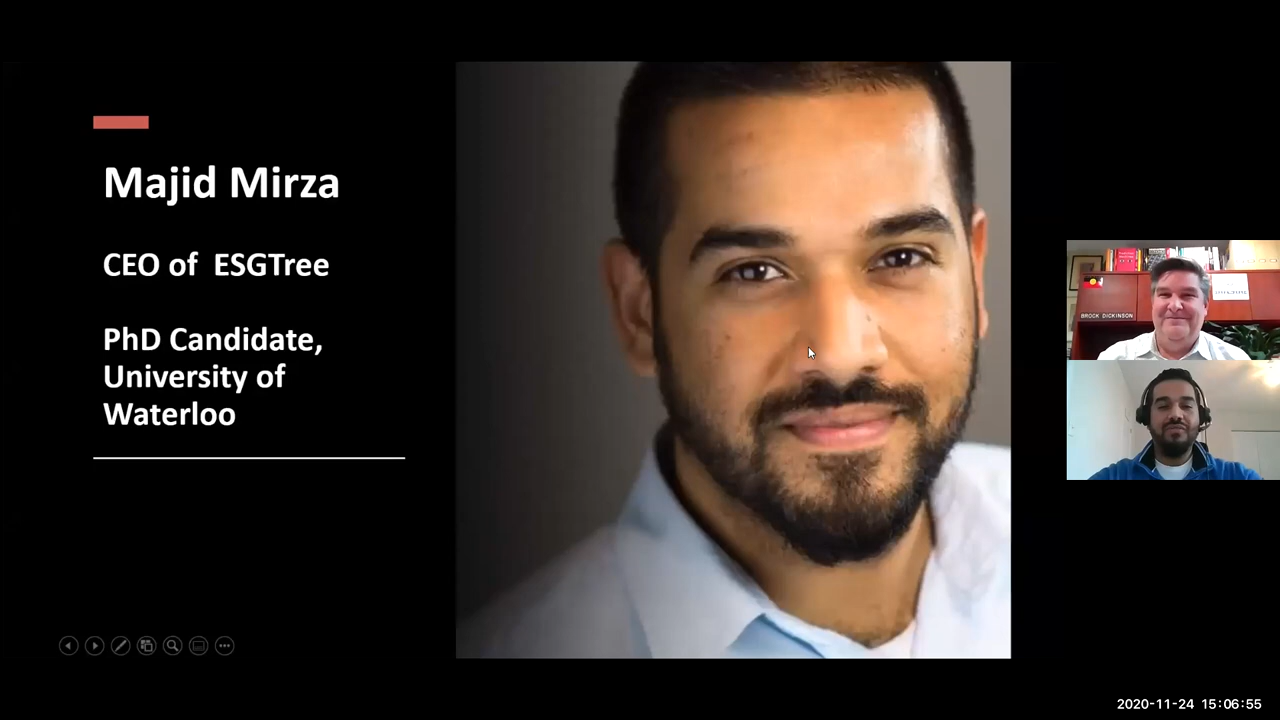 Majid Mirza
CEO of ESGTree
PhD Candidate,
University of
Waterloo
BROCK DICKINSON
2020-11-24 15:06:55